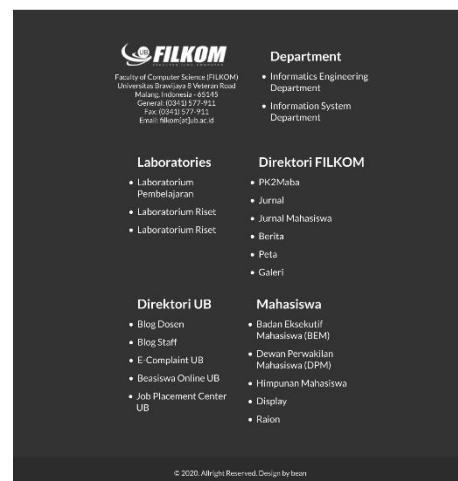 UB FILKOM
Faculty of Computer Science (FILKOM)
Universitas Brawijaya 8 Veteran Road
Malang, Indonesia - 65145
General: (0341) 577-911
Fax: (0341) 577-911
Email: filkom[at]ub.ac.id
Department
• Informatics Engineering
Department
• Information System
Department
Laboratories
• Laboratorium
Pembelajaran
• Laboratorium Riset
• Laboratorium Riset
Direktori FILKOM
• PK2Maba
• Jurnal
• Jurnal Mahasiswa
• Berita
• Peta
• Galeri
Direktori UB
• Blog Dosen
• Blog Staff
• E-Complaint UB
• Beasiswa Online UB
• Job Placement Center
UB
Mahasiswa
• Badan Eksekutif
Mahasiswa (BEM)
• Dewan Perwakilan
Mahasiswa (DPM)
• Himpunan Mahasiswa
• Display
• Raion
© 2020. Allright Reserved. Design by bean